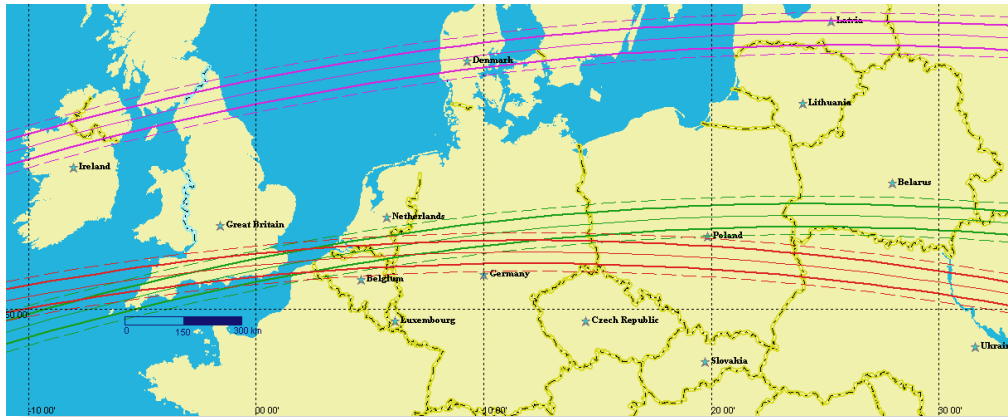 Latvia
Denmark
Lithuania
Ireland
Belarus
Netherlands
Great Britain
Poland
Germany
Belgium
50 00'
0 150 300 km
Luxembourg
Czech Republic
Ukrai
Slovakia
-10 00'
00 00'
10 00'
20 00'
30 00'